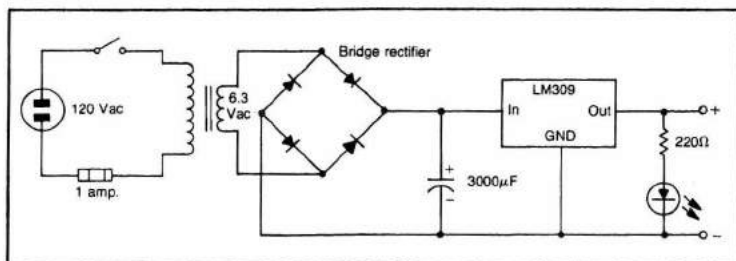 Bridge rectifier
120 Vac
6.3
Vac
1 amp.
LM309
In
Out
GND
+
3000µF
−
220Ω
+
−